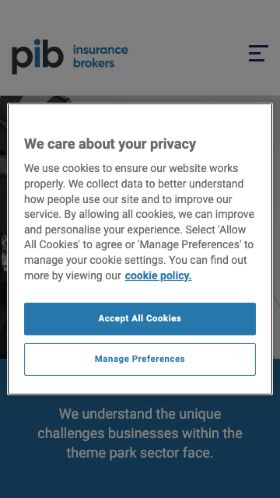 pib insurance
brokers
We care about your privacy
We use cookies to ensure our website works
properly. We collect data to better understand
how people use our site and to improve our
service. By allowing all cookies, we can improve
and personalise your experience. Select 'Allow
All Cookies' to agree or 'Manage Preferences' to
manage your cookie settings. You can find out
more by viewing our cookie policy.
Accept All Cookies
Manage Preferences
We understand the unique
challenges businesses within the
theme park sector face.